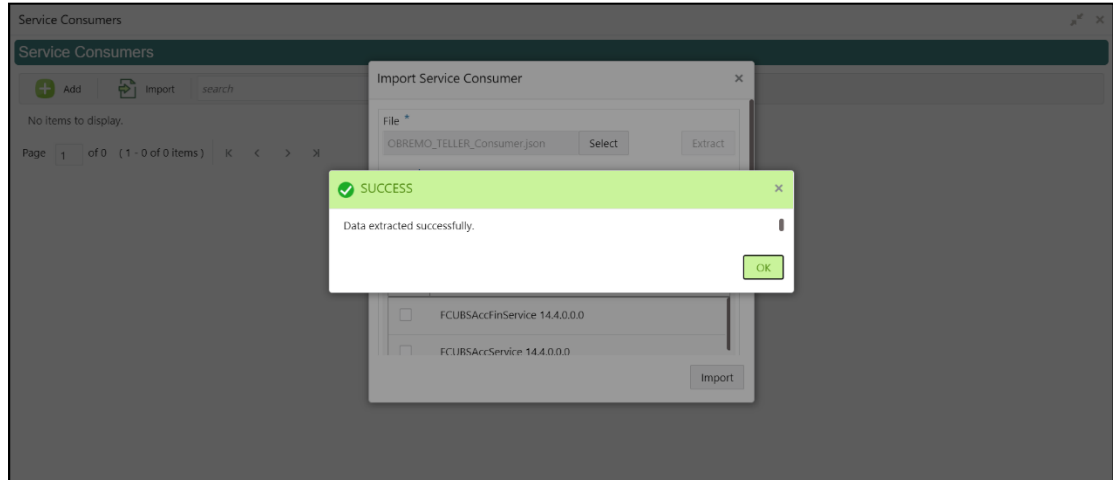 Service Consumers
Service Consumers
Add Import search
No items to display.
Page 1 of 0 ( 1 - 0 of 0 items )
Import Service Consumer
File *
OBREMO_TELLER_Consumer.json Select Extract
SUCCESS
Data extracted successfully.
OK
FCUBSAccFinService 14.4.0.0.0
FCUBSAccService 14.4.0.0.0
Import